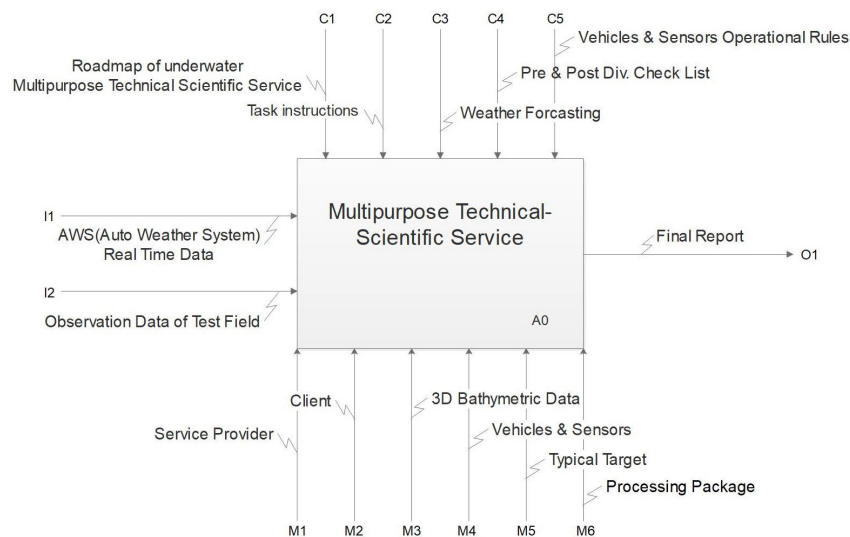 C1
C2
C3
C4
C5
Vehicles & Sensors Operational Rules
Roadmap of underwater
Multipurpose Technical Scientific Service
Pre & Post Div. Check List
Task instructions
Weather Forcasting
Multipurpose Technical-
Scientific Service
I1
AWS(Auto Weather System)
Real Time Data
Final Report
O1
I2
Observation Data of Test Field
A0
Client
3D Bathymetric Data
Service Provider
Vehicles & Sensors
Typical Target
Processing Package
M1
M2
M3
M4
M5
M6